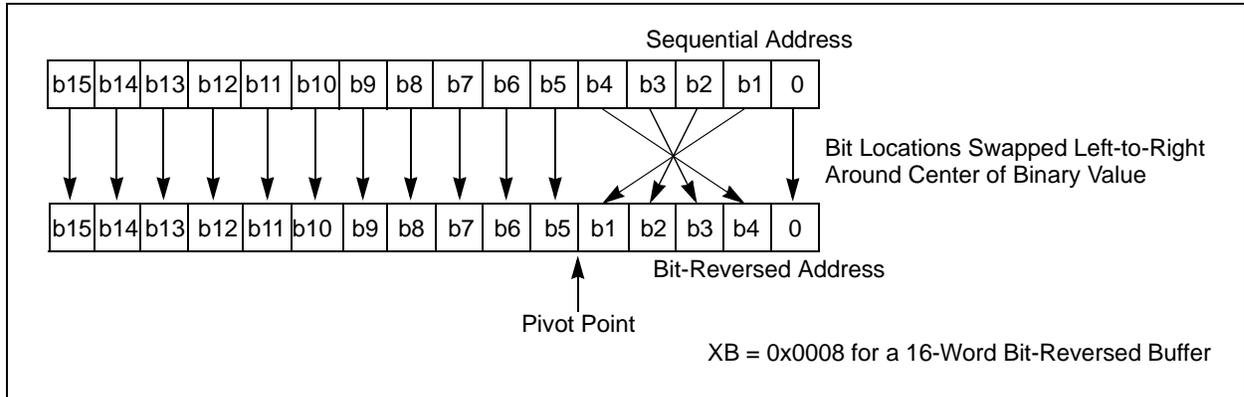 Sequential Address
b15 b14 b13 b12 b11 b10 b9 b8 b7 b6 b5 b4 b3 b2 b1 0
Bit Locations Swapped Left-to-Right
Around Center of Binary Value
b15 b14 b13 b12 b11 b10 b9 b8 b7 b6 b5 b1 b2 b3 b4 0
Bit-Reversed Address
Pivot Point
XB = 0x0008 for a 16-Word Bit-Reversed Buffer